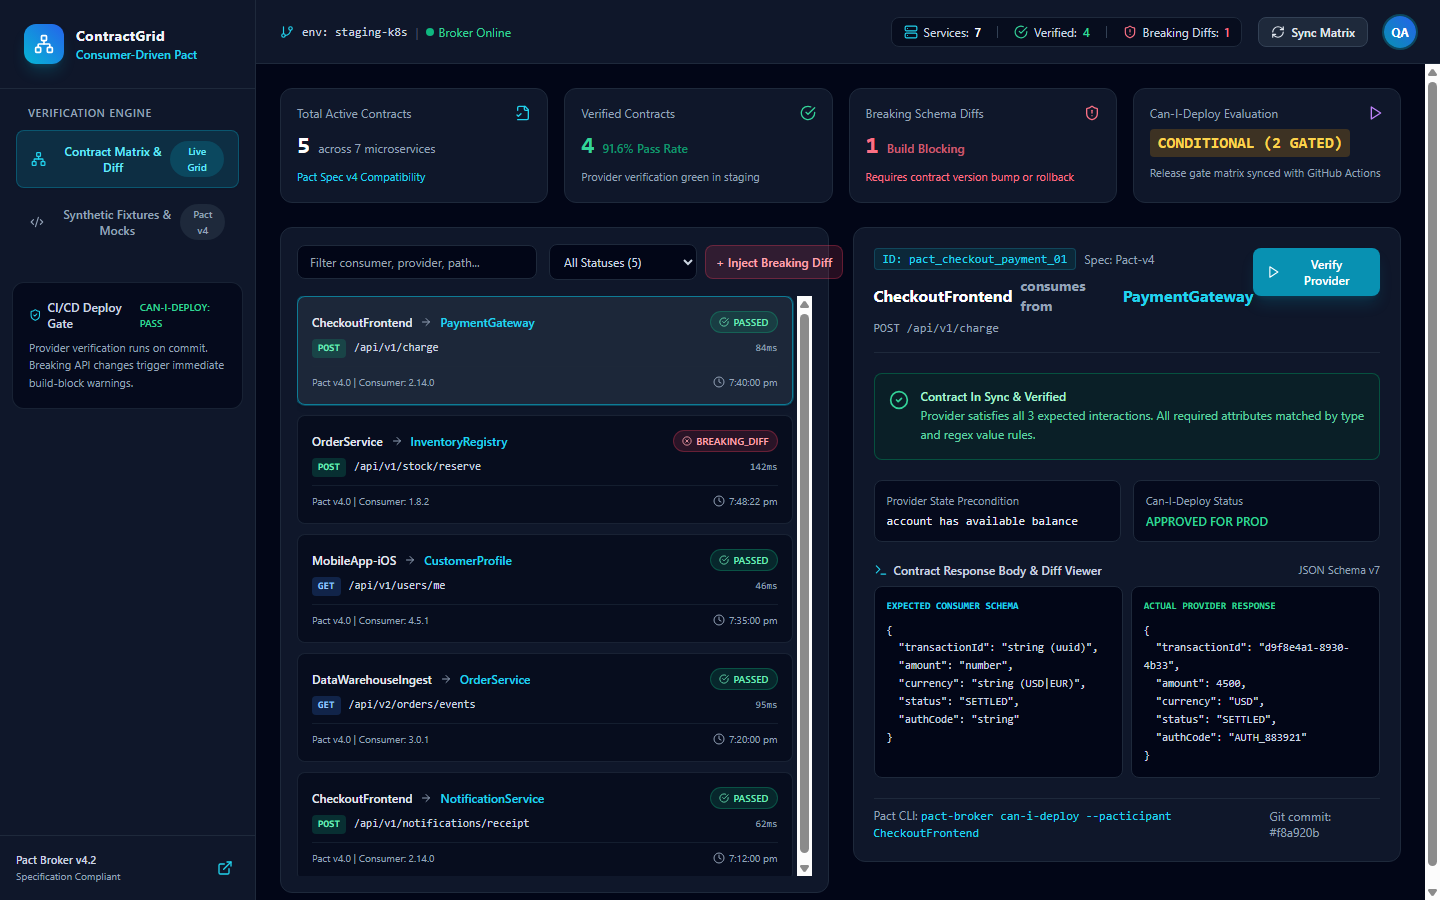 ContractGrid
Consumer-Driven Pact
env: staging-k8s
Broker Online
Services: 7
Verified: 4
Breaking Diffs: 1
Sync Matrix
QA
VERIFICATION ENGINE
Contract Matrix & Diff
Live Grid
Synthetic Fixtures & Mocks
Pact v4
CI/CD Deploy Gate
CAN-I-DEPLOY: PASS
Provider verification runs on commit.
Breaking API changes trigger immediate
build-block warnings.
Pact Broker v4.2
Specification Compliant
Total Active Contracts
5 across 7 microservices
Pact Spec v4 Compatibility
Verified Contracts
4 91.6% Pass Rate
Provider verification green in staging
Breaking Schema Diffs
1 Build Blocking
Requires contract version bump or rollback
Can-I-Deploy Evaluation
CONDITIONAL (2 GATED)
Release gate matrix synced with GitHub Actions
Filter consumer, provider, path...
All Statuses (5)
+ Inject Breaking Diff
CheckoutFrontend → PaymentGateway
PASSED
POST /api/v1/charge
84ms
Pact v4.0 | Consumer: 2.14.0
7:40:00 pm
OrderService → InventoryRegistry
BREAKING_DIFF
POST /api/v1/stock/reserve
142ms
Pact v4.0 | Consumer: 1.8.2
7:48:22 pm
MobileApp-iOS → CustomerProfile
PASSED
GET /api/v1/users/me
46ms
Pact v4.0 | Consumer: 4.5.1
7:35:00 pm
DataWarehouseIngest → OrderService
PASSED
GET /api/v2/orders/events
95ms
Pact v4.0 | Consumer: 3.0.1
7:20:00 pm
CheckoutFrontend → NotificationService
PASSED
POST /api/v1/notifications/receipt
62ms
Pact v4.0 | Consumer: 2.14.0
7:12:00 pm
ID: pact_checkout_payment_01
Spec: Pact-v4
CheckoutFrontend consumes from PaymentGateway
Verify Provider
POST /api/v1/charge
Contract In Sync & Verified
Provider satisfies all 3 expected interactions. All required attributes matched by type
and regex value rules.
Provider State Precondition
account has available balance
Can-I-Deploy Status
APPROVED FOR PROD
Contract Response Body & Diff Viewer
JSON Schema v7
EXPECTED CONSUMER SCHEMA
{
"transactionId": "string (uuid)",
"amount": "number",
"currency": "string (USD|EUR)",
"status": "SETTLED",
"authCode": "string"
}
ACTUAL PROVIDER RESPONSE
{
"transactionId": "d9f8e4a1-8930-
4b33",
"amount": 4500,
"currency": "USD",
"status": "SETTLED",
"authCode": "AUTH_883921"
}
Pact CLI: pact-broker can-i-deploy --pacticipant
CheckoutFrontend
Git commit:
#f8a920b